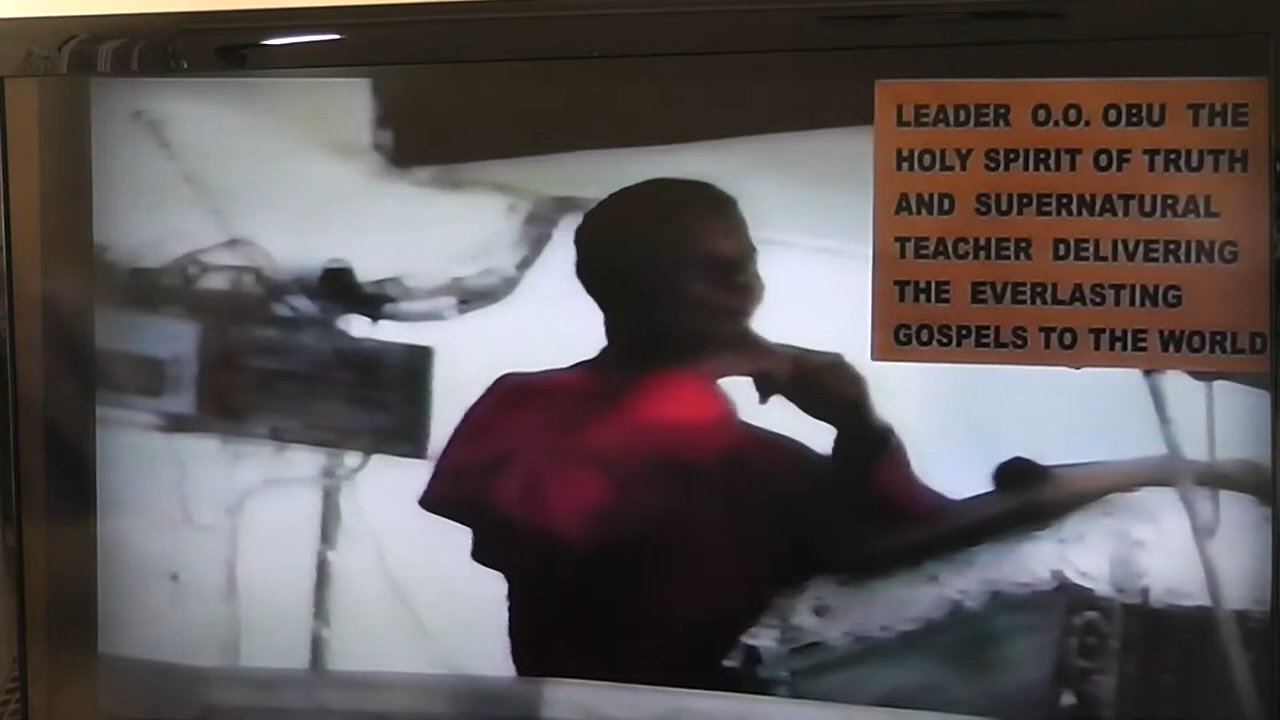 LEADER O.O. OBU THE
HOLY SPIRIT OF TRUTH
AND SUPERNATURAL
TEACHER DELIVERING
THE EVERLASTING
GOSPELS TO THE WORLD